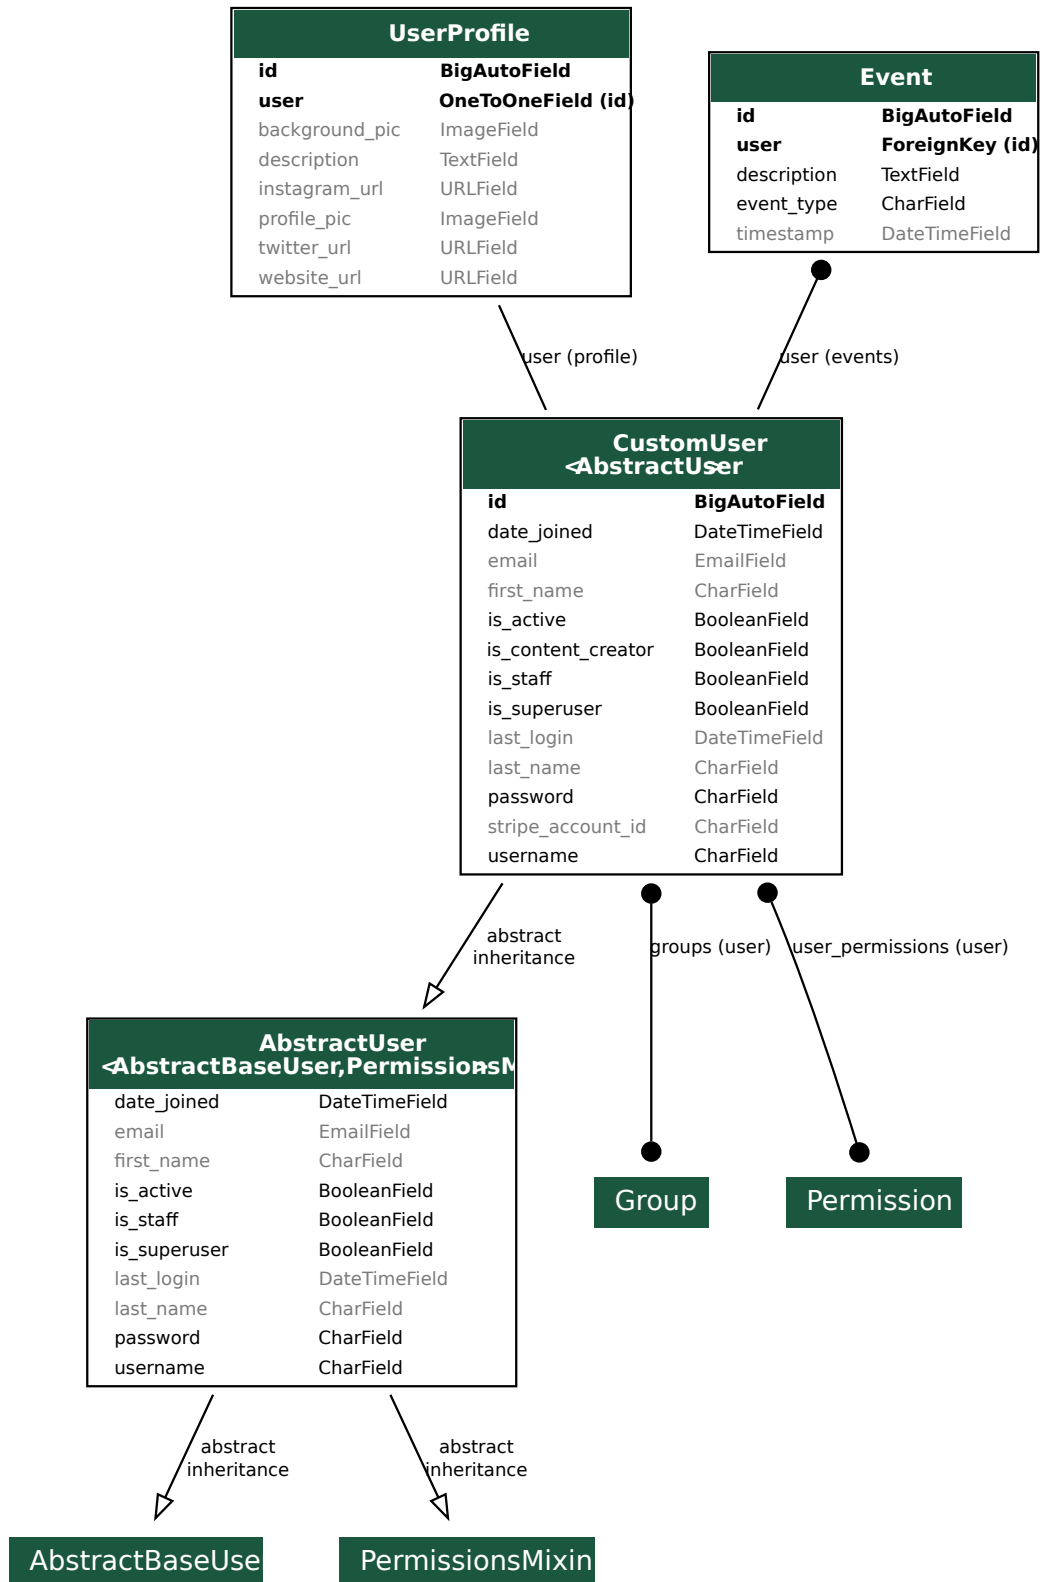 UserProfile
id BigAutoField
user OneToOneField (id)
background_pic ImageField
description TextField
instagram_url URLField
profile_pic ImageField
twitter_url URLField
website_url URLField
Event
id BigAutoField
user ForeignKey (id)
description TextField
event_type CharField
timestamp DateTimeField
user (profile)
user (events)
CustomUser
<AbstractUser>
id BigAutoField
date_joined DateTimeField
email EmailField
first_name CharField
is_active BooleanField
is_content_creator BooleanField
is_staff BooleanField
is_superuser BooleanField
last_login DateTimeField
last_name CharField
password CharField
stripe_account_id CharField
username CharField
abstract
inheritance
groups (user)
user_permissions (user)
AbstractUser
<AbstractBaseUser,PermissionsM>
date_joined DateTimeField
email EmailField
first_name CharField
is_active BooleanField
is_staff BooleanField
is_superuser BooleanField
last_login DateTimeField
last_name CharField
password CharField
username CharField
Group
Permission
abstract
inheritance
abstract
inheritance
AbstractBaseUse
PermissionsMixin